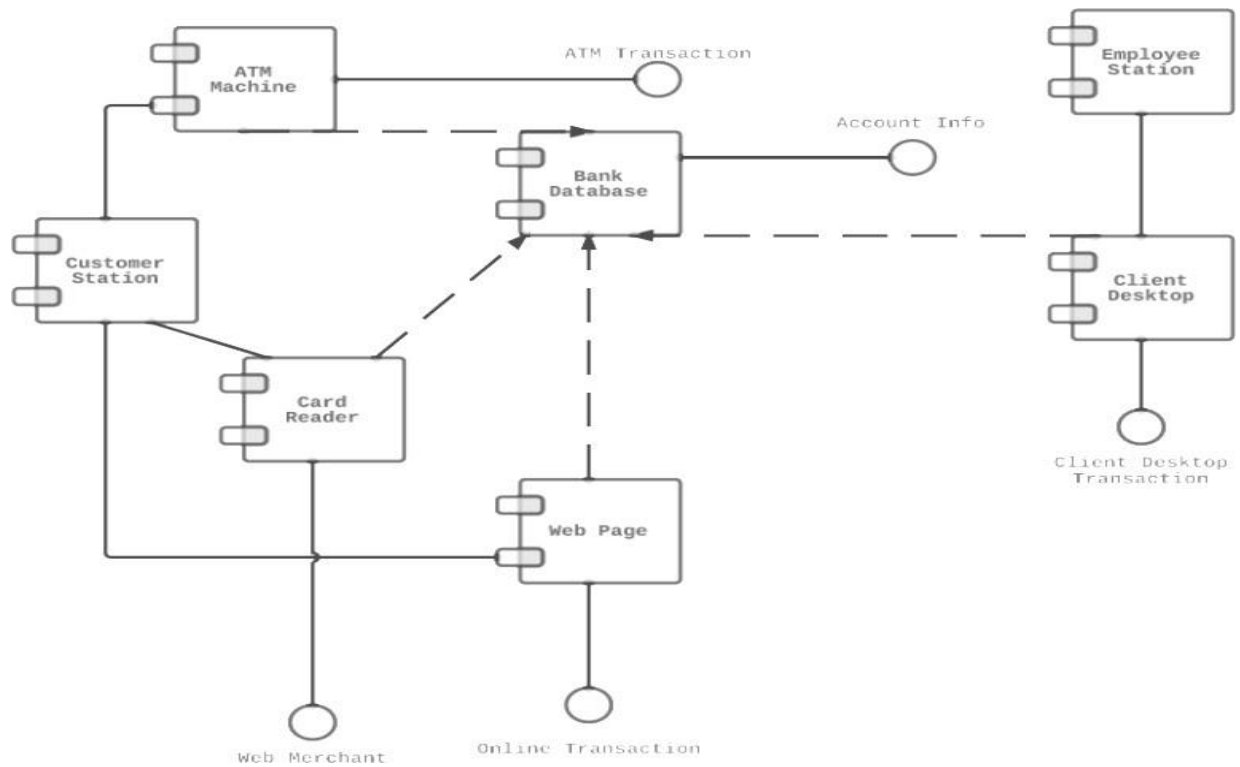 ATM Transaction
Employee
Station
ATM
Machine
Account Info
Bank
Database
Customer
Station
Client
Desktop
Card
Reader
Client Desktop
Transaction
Web Page
Online Transaction
Web Merchant